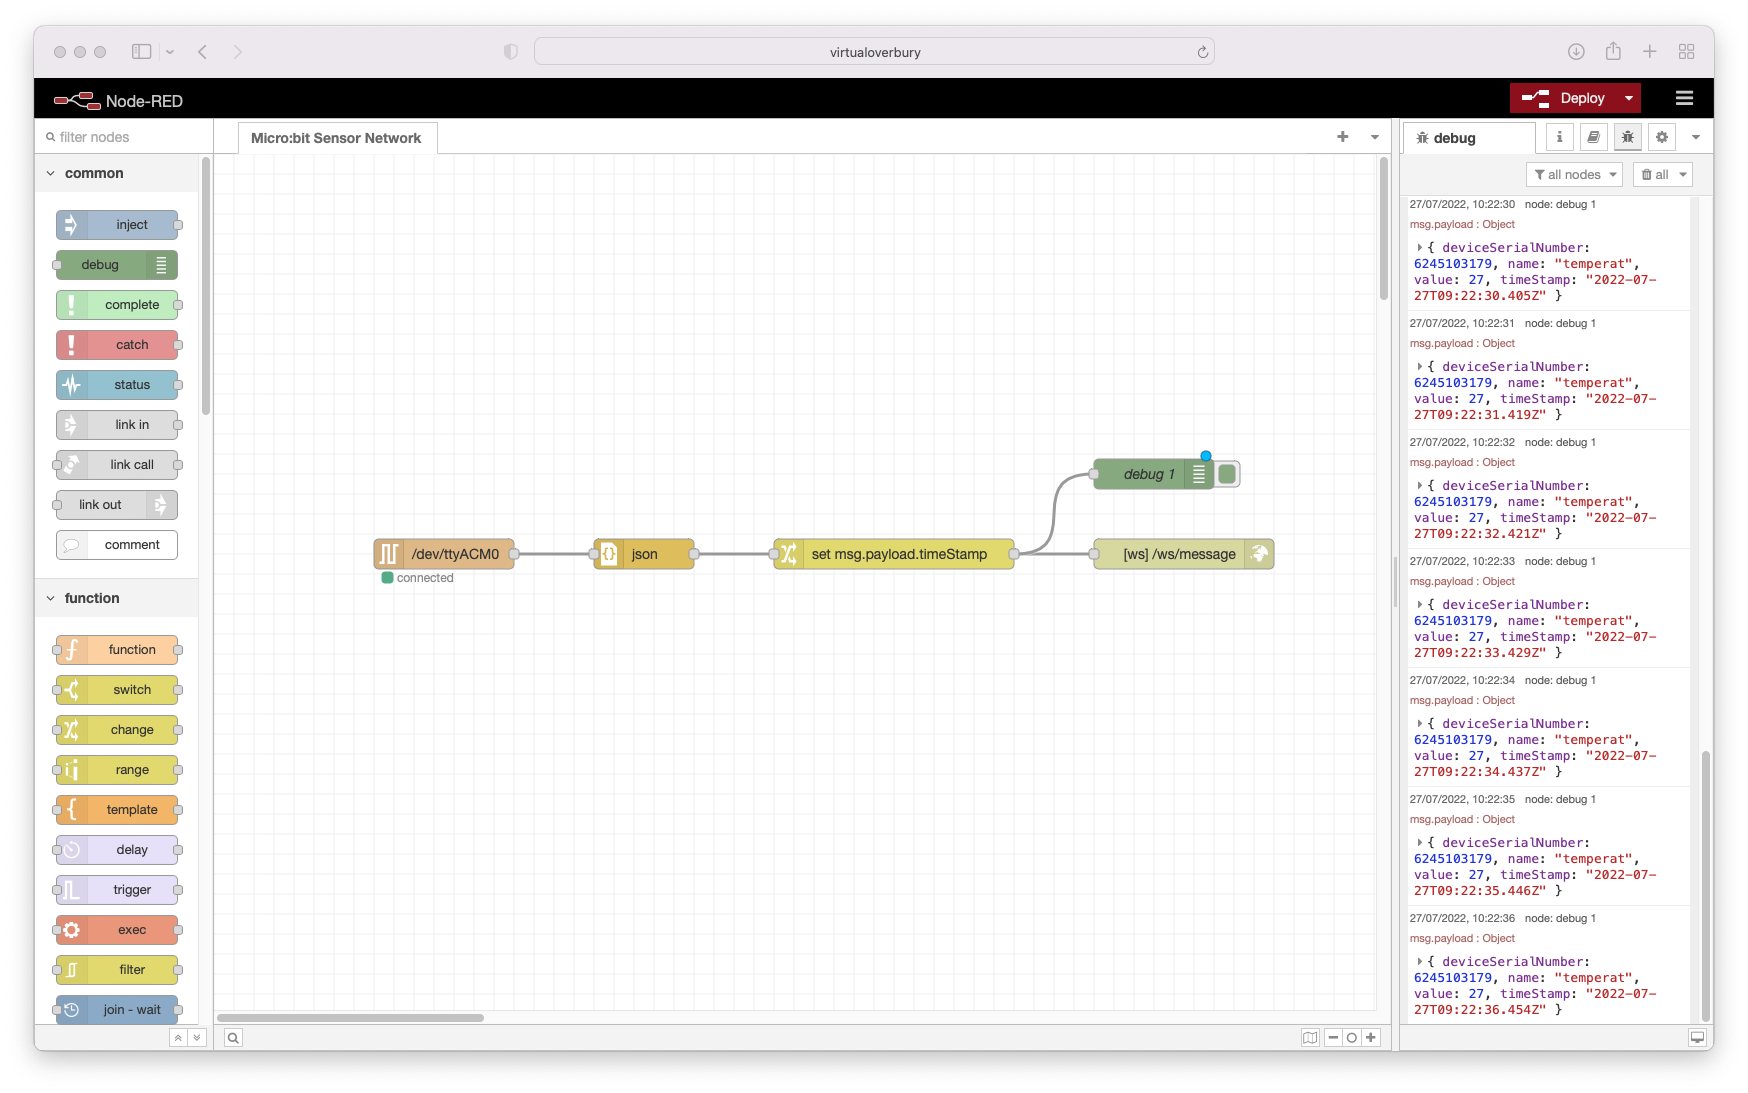 virtualoverbury
Node-RED
Deploy
filter nodes
Micro:bit Sensor Network
debug
i
all nodes
all
common
inject
debug
complete
catch
status
link in
link call
link out
comment
function
function
switch
change
range
template
delay
trigger
exec
filter
join - wait
/dev/ttyACM0
connected
json
set msg.payload.timeStamp
debug 1
[ws] /ws/message
27/07/2022, 10:22:30 node: debug 1
msg.payload : Object
{ deviceSerialNumber:
6245103179, name: "temperat",
value: 27, timeStamp: "2022-07-
27T09:22:30.405Z" }
27/07/2022, 10:22:31 node: debug 1
msg.payload : Object
{ deviceSerialNumber:
6245103179, name: "temperat",
value: 27, timeStamp: "2022-07-
27T09:22:31.419Z" }
27/07/2022, 10:22:32 node: debug 1
msg.payload : Object
{ deviceSerialNumber:
6245103179, name: "temperat",
value: 27, timeStamp: "2022-07-
27T09:22:32.421Z" }
27/07/2022, 10:22:33 node: debug 1
msg.payload : Object
{ deviceSerialNumber:
6245103179, name: "temperat",
value: 27, timeStamp: "2022-07-
27T09:22:33.429Z" }
27/07/2022, 10:22:34 node: debug 1
msg.payload : Object
{ deviceSerialNumber:
6245103179, name: "temperat",
value: 27, timeStamp: "2022-07-
27T09:22:34.437Z" }
27/07/2022, 10:22:35 node: debug 1
msg.payload : Object
{ deviceSerialNumber:
6245103179, name: "temperat",
value: 27, timeStamp: "2022-07-
27T09:22:35.446Z" }
27/07/2022, 10:22:36 node: debug 1
msg.payload : Object
{ deviceSerialNumber:
6245103179, name: "temperat",
value: 27, timeStamp: "2022-07-
27T09:22:36.454Z" }